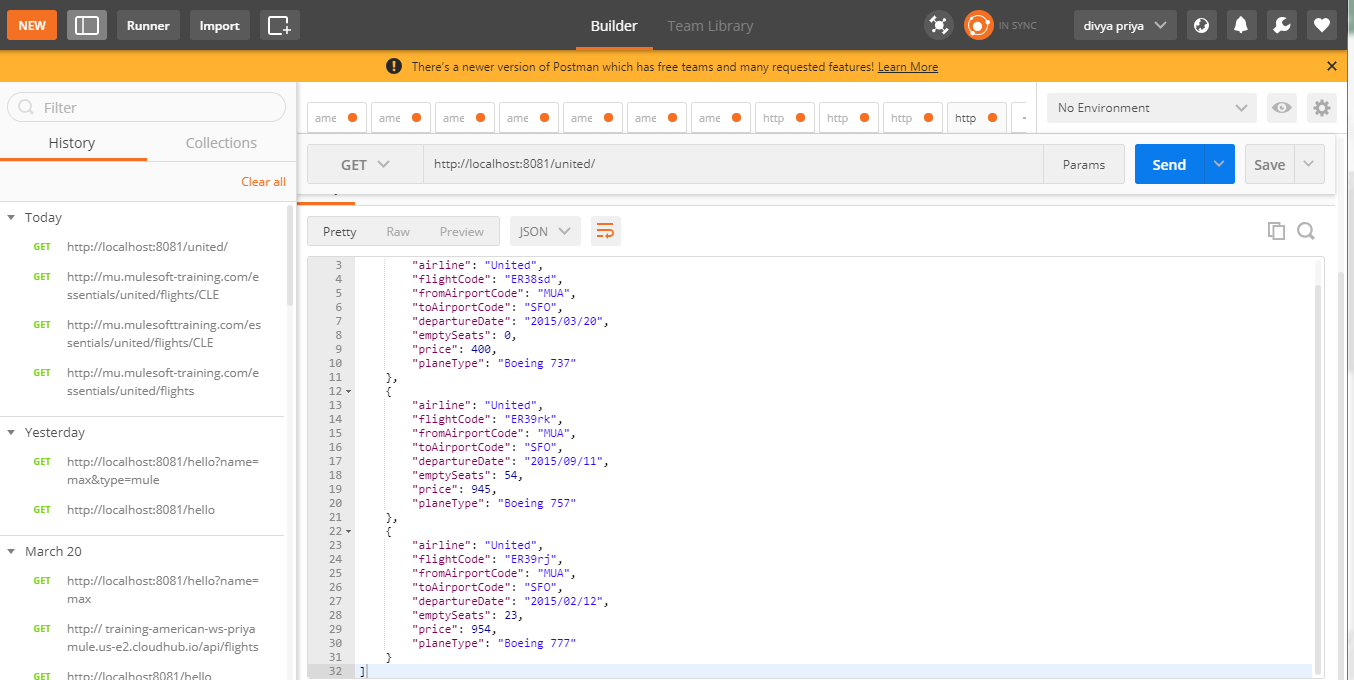 NEW Runner Import Builder Team Library IN SYNC divya priya
There's a newer version of Postman which has free teams and many requested features! Learn More
Filter
History Collections
Clear all
Today
GET http://localhost:8081/united/
GET http://mu.mulesoft-training.com/e
ssentials/united/flights/CLE
GET http://mu.mulesofttraining.com/es
sentials/united/flights/CLE
GET http://mu.mulesoft-training.com/e
ssentials/united/flights
Yesterday
GET http://localhost:8081/hello?name=
max&type=mule
GET http://localhost:8081/hello
March 20
GET http://localhost:8081/hello?name=
max
GET http:// training-american-ws-priya
mule.us-e2.cloudhub.io/api/flights
GET http://localhost8081/hello
ame ame ame ame ame ame ame http http http http
No Environment
GET http://localhost:8081/united/ Params Send Save
Pretty Raw Preview JSON
3 "airline": "United",
4 "flightCode": "ER38sd",
5 "fromAirportCode": "MUA",
6 "toAirportCode": "SFO",
7 "departureDate": "2015/03/20",
8 "emptySeats": 0,
9 "price": 400,
10 "planeType": "Boeing 737"
11 },
12 {
13 "airline": "United",
14 "flightCode": "ER39rk",
15 "fromAirportCode": "MUA",
16 "toAirportCode": "SFO",
17 "departureDate": "2015/09/11",
18 "emptySeats": 54,
19 "price": 945,
20 "planeType": "Boeing 757"
21 },
22 {
23 "airline": "United",
24 "flightCode": "ER39rj",
25 "fromAirportCode": "MUA",
26 "toAirportCode": "SFO",
27 "departureDate": "2015/02/12",
28 "emptySeats": 23,
29 "price": 954,
30 "planeType": "Boeing 777"
31 }
32 ]